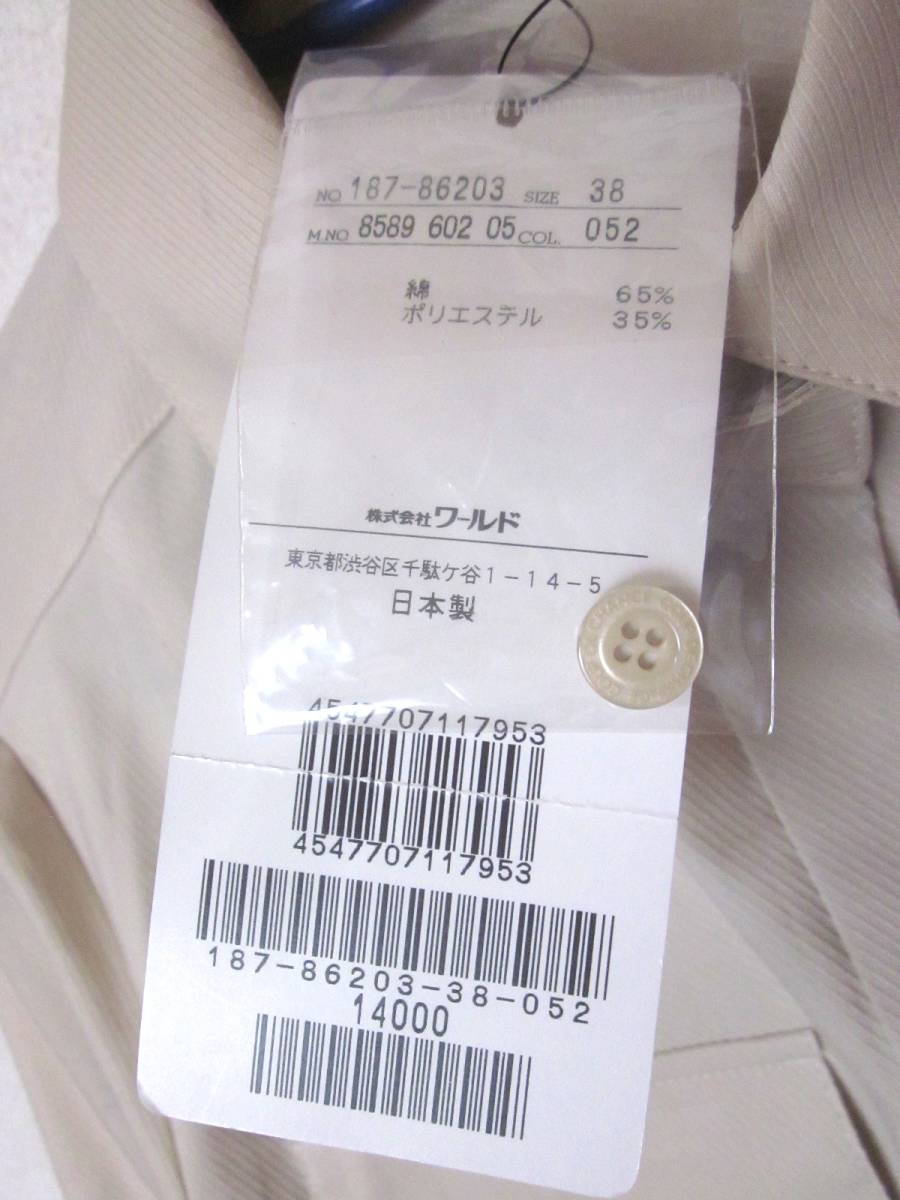 NO. 187-86203 SIZE 38
M.NO. 8589 602 05 COL. 052
綿 65%
ポリエステル 35%
株式会社ワールド
東京都渋谷区千駄ケ谷1-14-5
日本製
4547707117953
4547707117953
187-86203-38-052
14000